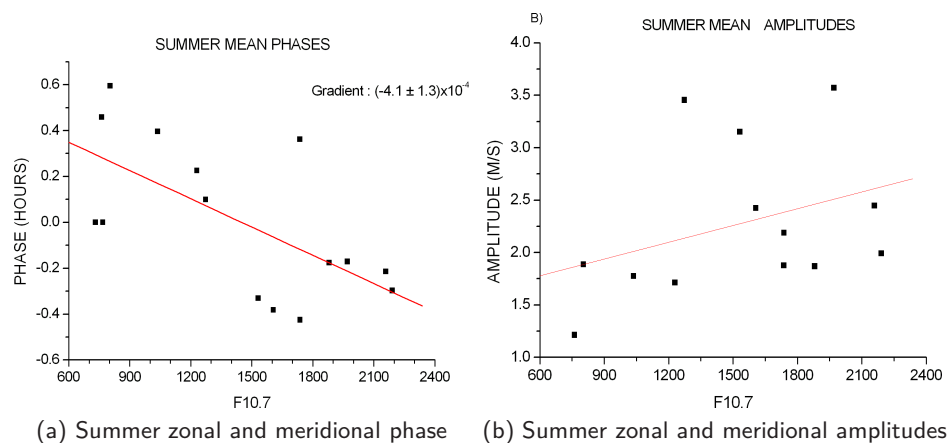 SUMMER MEAN PHASES
Gradient : (-4.1 ± 1.3)x10⁻⁴
PHASE (HOURS)
0.6
0.4
0.2
0.0
-0.2
-0.4
-0.6
600 900 1200 1500 1800 2100 2400
F10.7
(a) Summer zonal and meridional phase
B)
SUMMER MEAN AMPLITUDES
AMPLITUDE (M/S)
4.0
3.5
3.0
2.5
2.0
1.5
1.0
600 900 1200 1500 1800 2100 2400
F10.7
(b) Summer zonal and meridional amplitudes